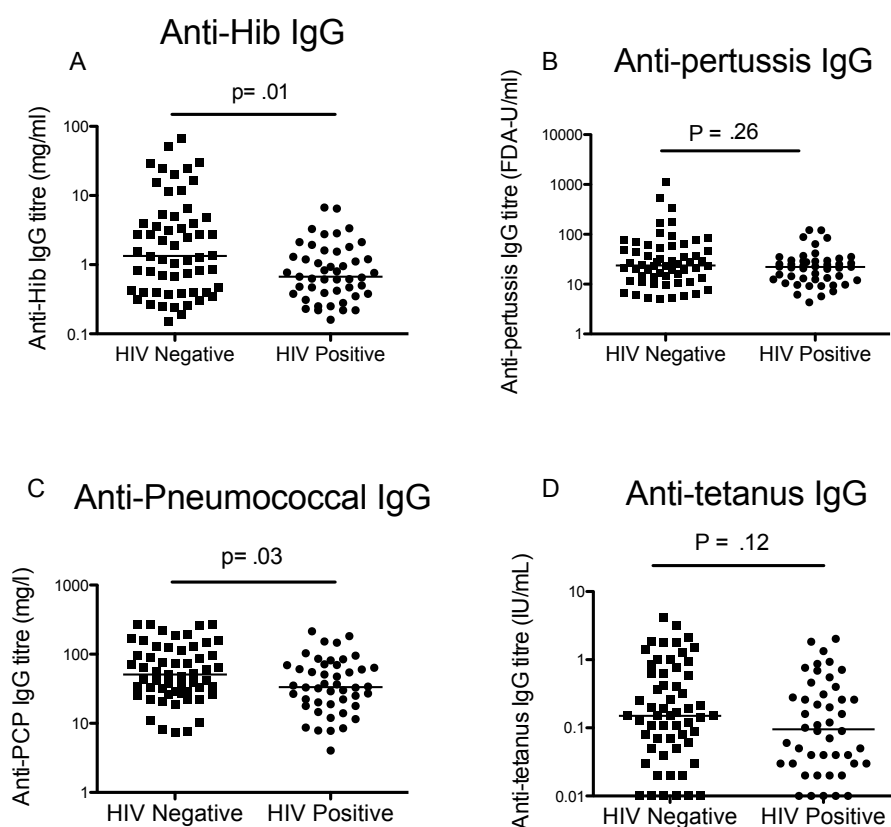 A
Anti-Hib IgG
p= .01
Anti-Hib IgG titre (mg/ml)
100
10
1
0.1
HIV Negative
HIV Positive
B
Anti-pertussis IgG
P = .26
Anti-pertussis IgG titre (FDA-U/ml)
10000
1000
100
10
1
HIV Negative
HIV Positive
C
Anti-Pneumococcal IgG
p= .03
Anti-PCP IgG titre (mg/l)
1000
100
10
1
HIV Negative
HIV Positive
D
Anti-tetanus IgG
P = .12
Anti-tetanus IgG titre (IU/mL)
10
1
0.1
0.01
HIV Negative
HIV Positive